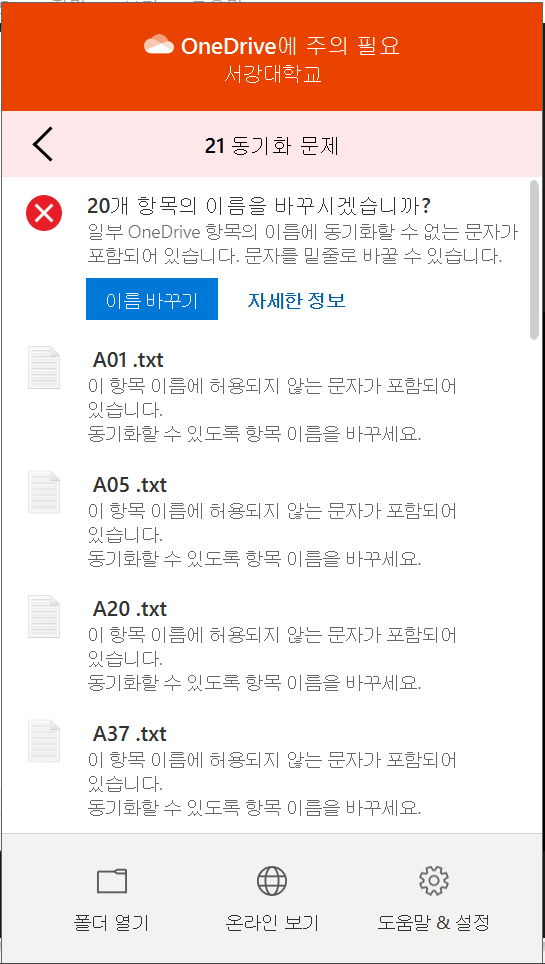 OneDrive에 주의 필요
서강대학교
21 동기화 문제
20개 항목의 이름을 바꾸시겠습니까?
일부 OneDrive 항목의 이름에 동기화할 수 없는 문자가
포함되어 있습니다. 문자를 밑줄로 바꿀 수 있습니다.
이름 바꾸기 자세한 정보
A01 .txt
이 항목 이름에 허용되지 않는 문자가 포함되어
있습니다.
동기화할 수 있도록 항목 이름을 바꾸세요.
A05 .txt
이 항목 이름에 허용되지 않는 문자가 포함되어
있습니다.
동기화할 수 있도록 항목 이름을 바꾸세요.
A20 .txt
이 항목 이름에 허용되지 않는 문자가 포함되어
있습니다.
동기화할 수 있도록 항목 이름을 바꾸세요.
A37 .txt
이 항목 이름에 허용되지 않는 문자가 포함되어
있습니다.
동기화할 수 있도록 항목 이름을 바꾸세요.
폴더 열기 온라인 보기 도움말 & 설정